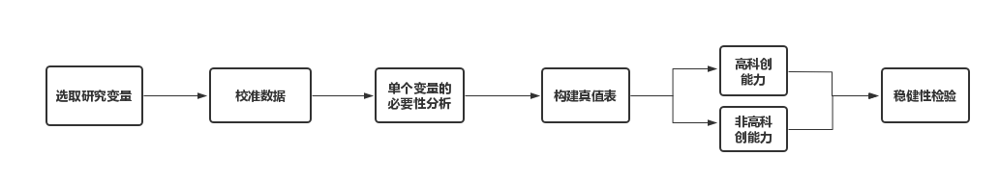 选取研究变量
校准数据
单个变量的
必要性分析
构建真值表
高科创
能力
非高科
创能力
稳健性检验